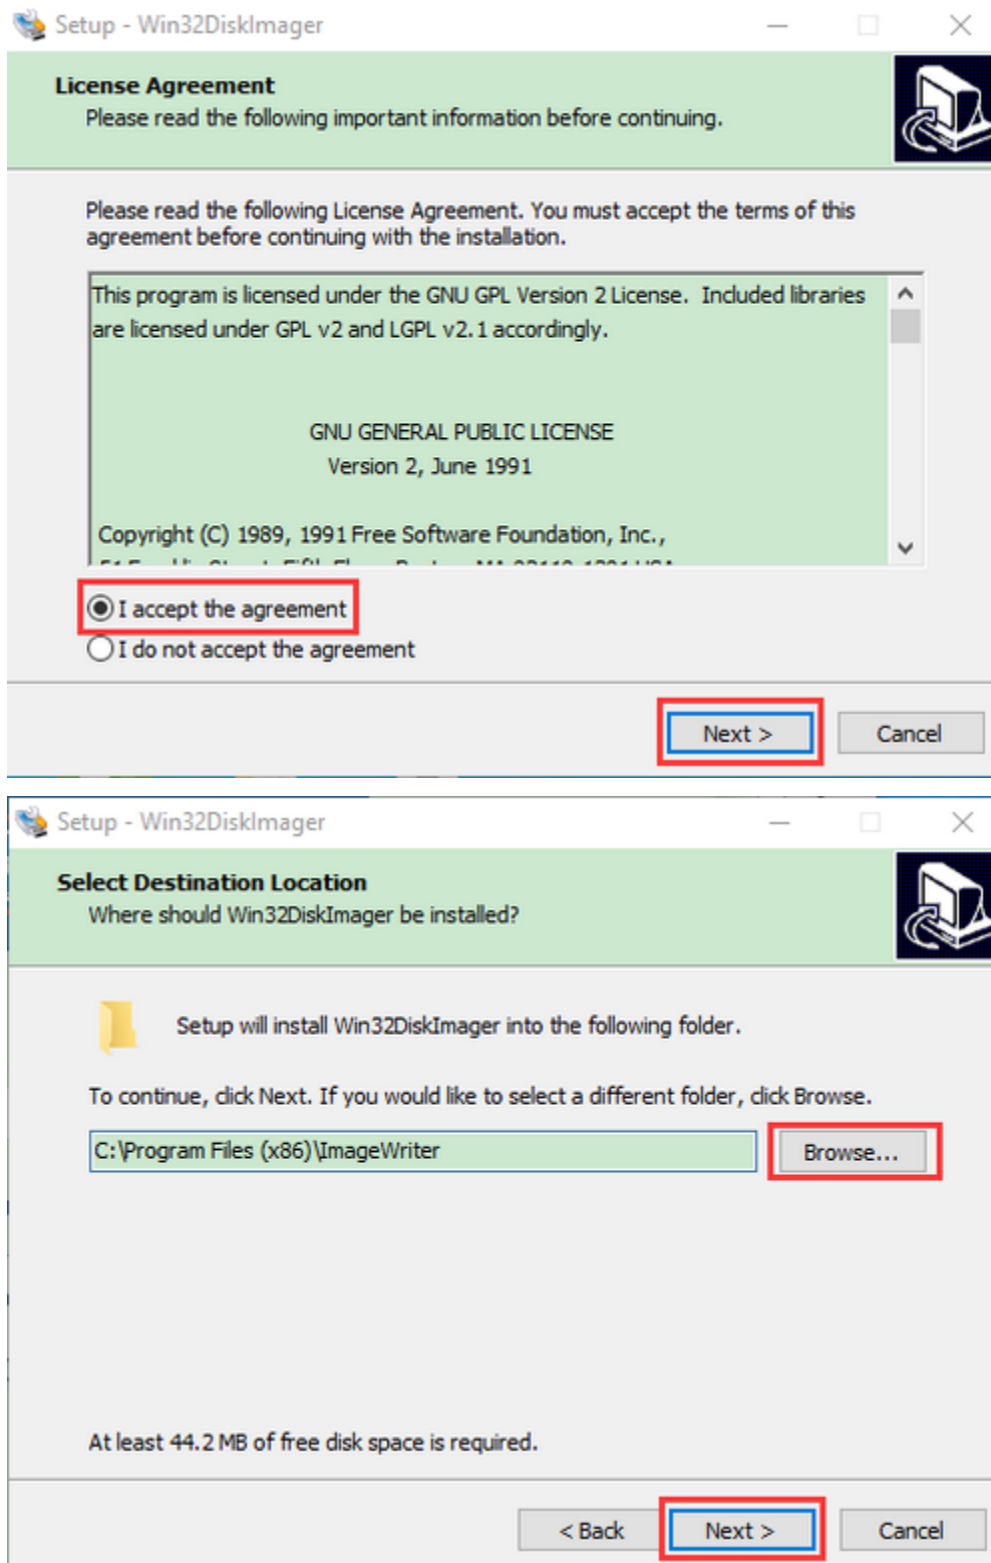 Setup - Win32DiskImager
License Agreement
Please read the following important information before continuing.
Please read the following License Agreement. You must accept the terms of this
agreement before continuing with the installation.
This program is licensed under the GNU GPL Version 2 License.  Included libraries
are licensed under GPL v2 and LGPL v2.1 accordingly.
GNU GENERAL PUBLIC LICENSE
Version 2, June 1991
Copyright (C) 1989, 1991 Free Software Foundation, Inc.,
I accept the agreement
I do not accept the agreement
Next >
Cancel
Setup - Win32DiskImager
Select Destination Location
Where should Win32DiskImager be installed?
Setup will install Win32DiskImager into the following folder.
To continue, click Next. If you would like to select a different folder, click Browse.
C:\Program Files (x86)\ImageWriter
Browse...
At least 44.2 MB of free disk space is required.
< Back
Next >
Cancel